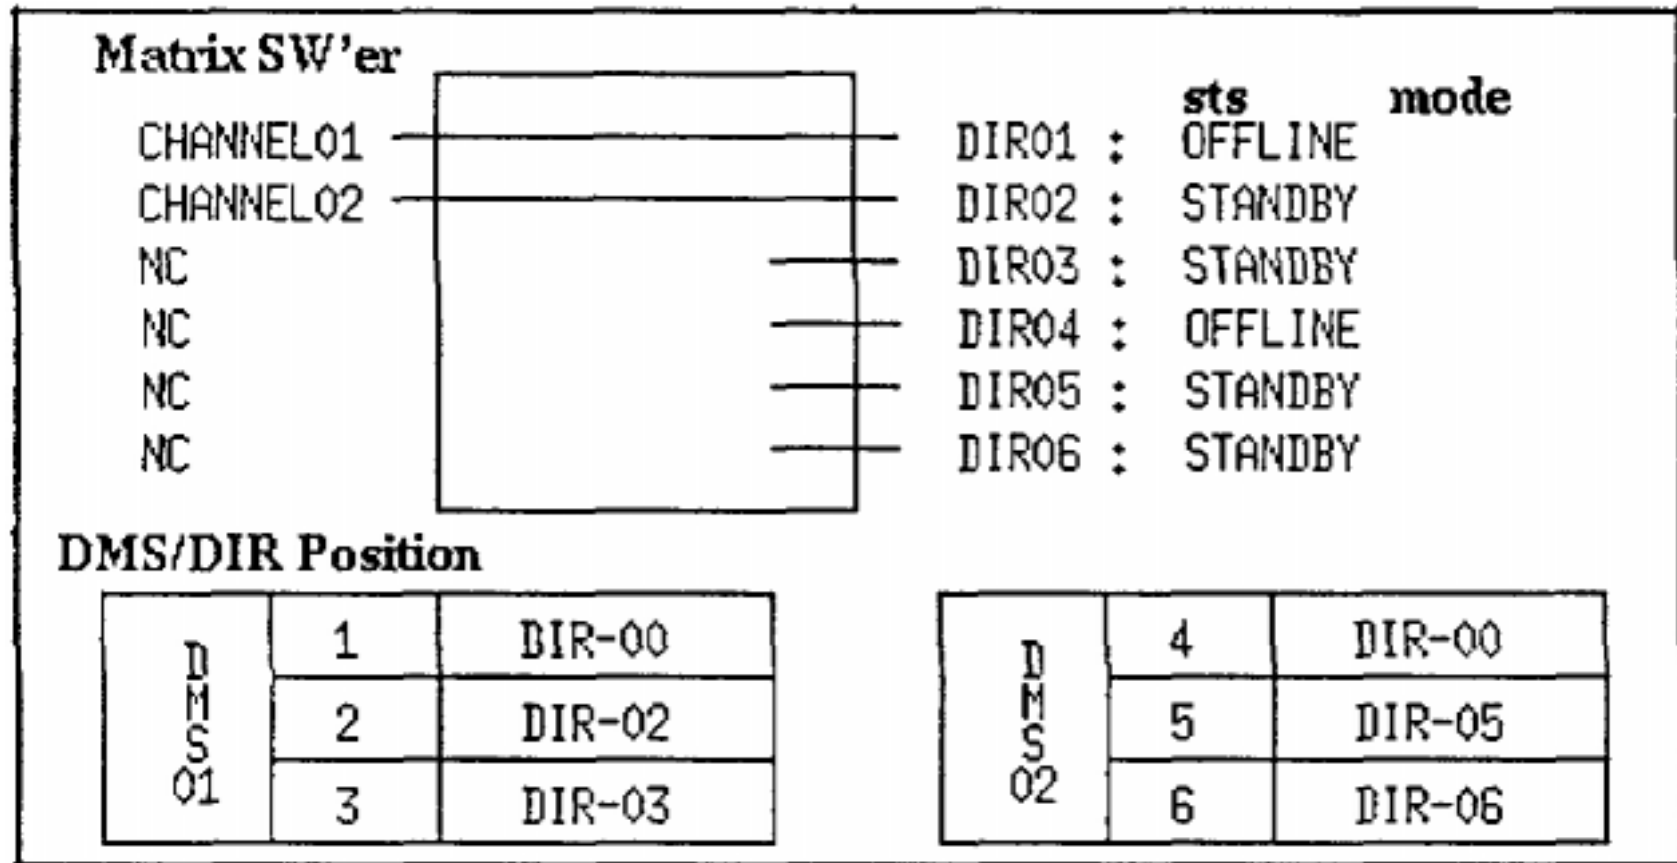 Matrix SW'er
sts mode
CHANNEL01 DIR01 : OFFLINE
CHANNEL02 DIR02 : STANDBY
NC DIR03 : STANDBY
NC DIR04 : OFFLINE
NC DIR05 : STANDBY
NC DIR06 : STANDBY
DMS/DIR Position
DMS01
1 DIR-00
2 DIR-02
3 DIR-03
DMS02
4 DIR-00
5 DIR-05
6 DIR-06